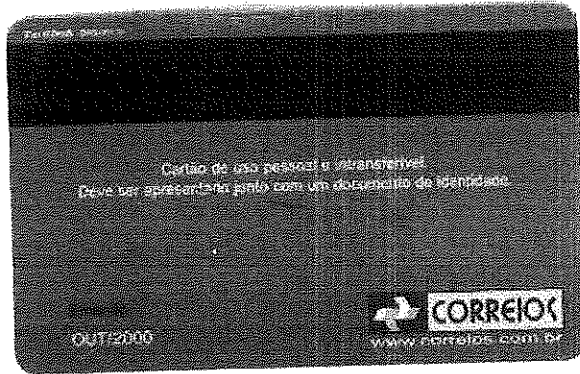 Cartão de uso pessoal e intransferível.
Deve ser apresentado junto com um documento de identidade.
OUT/2000
CORREIOS
www.correios.com.br